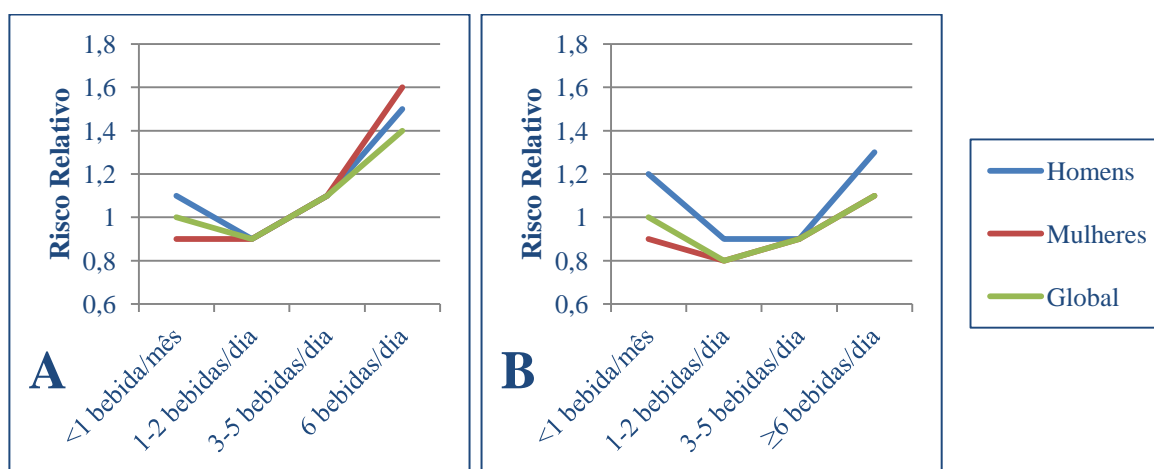 Risco Relativo
1,8
1,6
1,4
1,2
1
0,8
0,6
<1 bebida/mês
1-2 bebidas/dia
3-5 bebidas/dia
6 bebidas/dia
A
Risco Relativo
1,8
1,6
1,4
1,2
1
0,8
0,6
<1 bebida/mês
1-2 bebidas/dia
3-5 bebidas/dia
≥6 bebidas/dia
B
Homens
Mulheres
Global